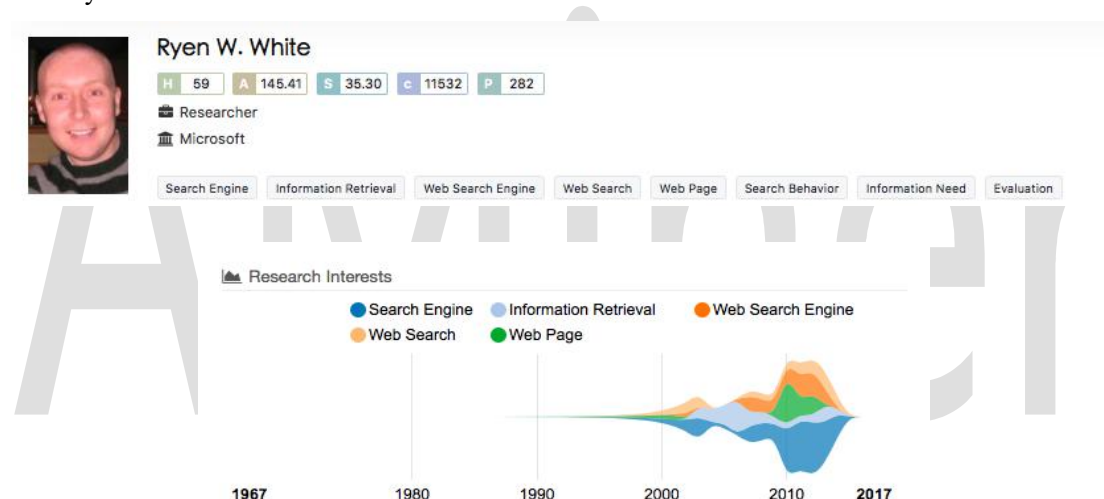 Ryen W. White
H 59 A 145.41 S 35.30 c 11532 P 282
Researcher
Microsoft
Search Engine Information Retrieval Web Search Engine Web Search Web Page Search Behavior Information Need Evaluation
AMiner
Research Interests
Search Engine Information Retrieval Web Search Engine
Web Search Web Page
1967 1980 1990 2000 2010 2017